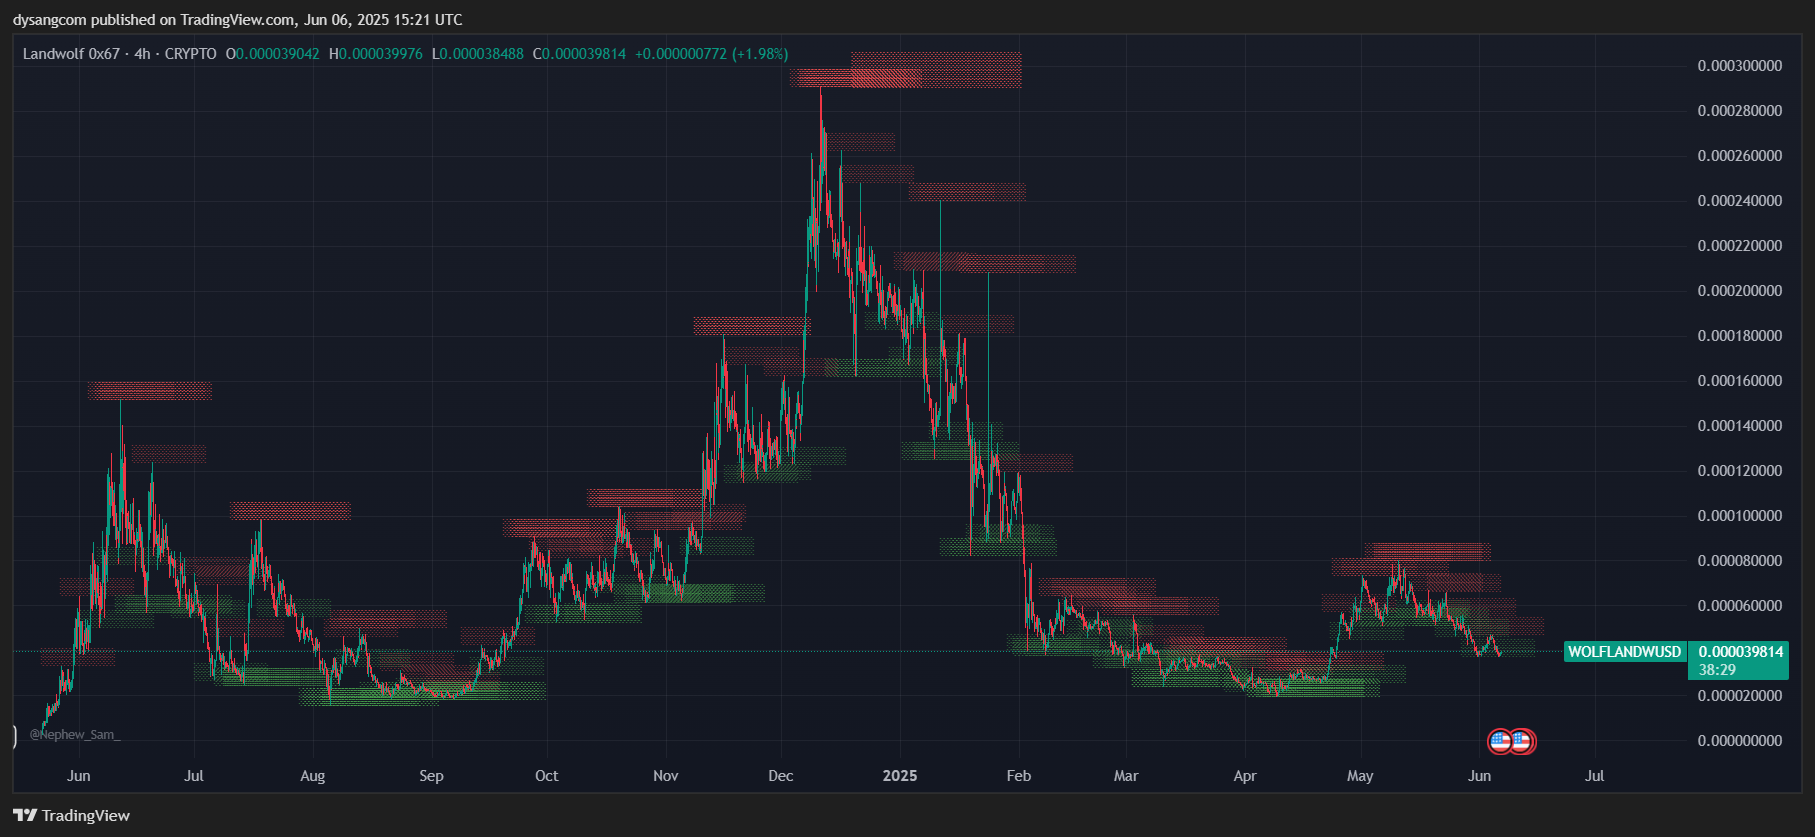 dysangcom published on TradingView.com, Jun 06, 2025 15:21 UTC
Landwolf 0x67 · 4h · CRYPTO O0.000039042 H0.000039976 L0.000038488 C0.000039814 +0.000000772 (+1.98%)
0.000300000
0.000280000
0.000260000
0.000240000
0.000220000
0.000200000
0.000180000
0.000160000
0.000140000
0.000120000
0.000100000
0.000080000
0.000060000
WOLFLANDWUSD 0.000039814
38:29
0.000020000
0.000000000
@Nephew_Sam_
Jun Jul Aug Sep Oct Nov Dec 2025 Feb Mar Apr May Jun Jul
TradingView